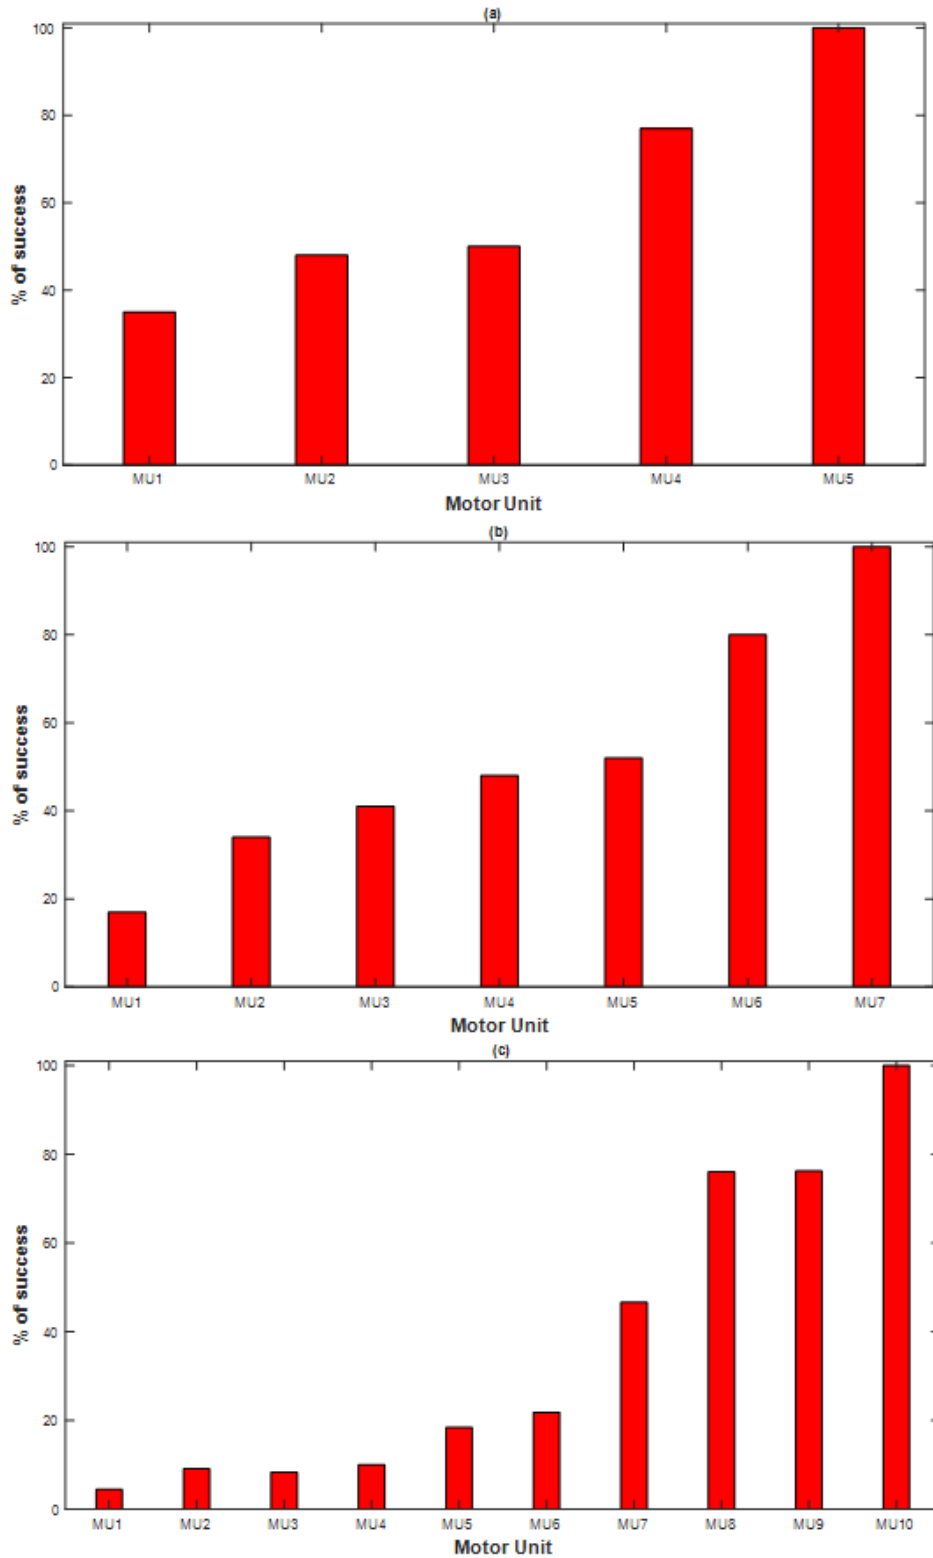 (a)
100
80
60
40
20
0
% of success
MU1 MU2 MU3 MU4 MU5
Motor Unit
(b)
100
80
60
40
20
0
% of success
MU1 MU2 MU3 MU4 MU5 MU6 MU7
Motor Unit
(c)
100
80
60
40
20
0
% of success
MU1 MU2 MU3 MU4 MU5 MU6 MU7 MU8 MU9 MU10
Motor Unit